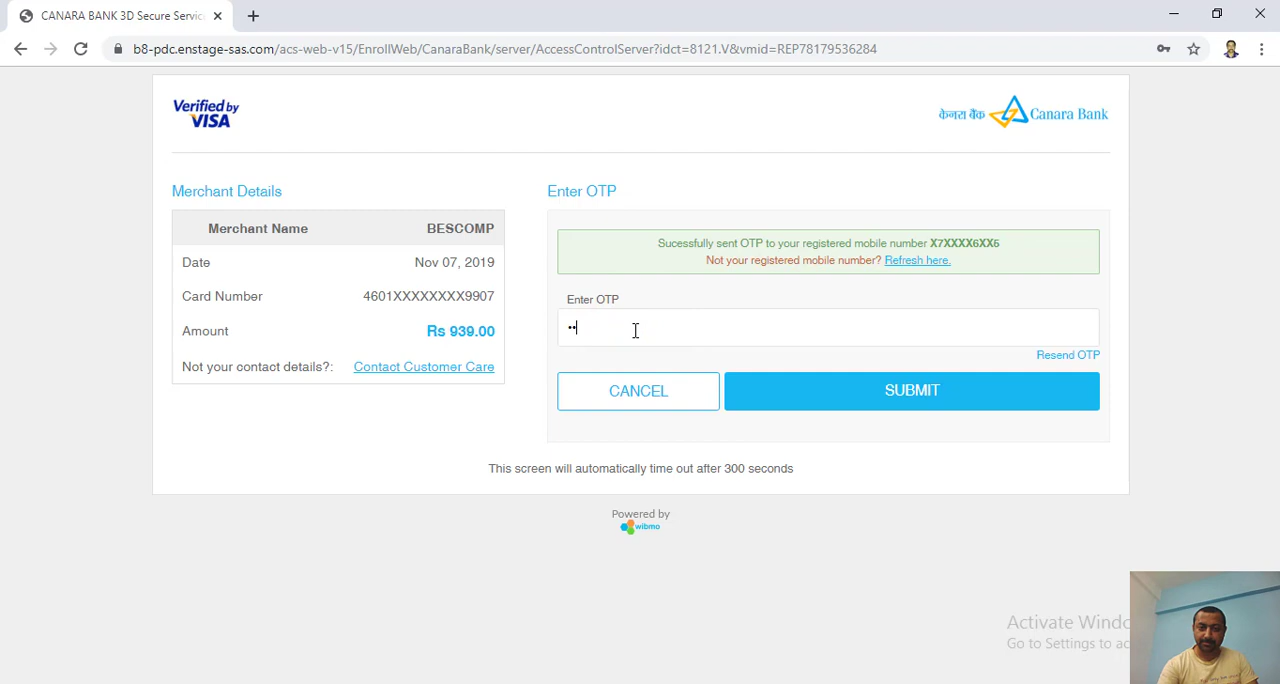 CANARA BANK 3D Secure Servic
b8-pdc.enstage-sas.com/acs-web-v15/EnrollWeb/CanaraBank/server/AccessControlServer?idct=8121.V&vmid=REP78179536284
Verified by
VISA
केनरा बैंक Canara Bank
Merchant Details
Merchant Name BESCOMP
Date Nov 07, 2019
Card Number 4601XXXXXXXX9907
Amount Rs 939.00
Not your contact details?: Contact Customer Care
Enter OTP
Sucessfully sent OTP to your registered mobile number X7XXXX6XX6
Not your registered mobile number? Refresh here.
Enter OTP
••
Resend OTP
CANCEL SUBMIT
This screen will automatically time out after 300 seconds
Powered by
wibmo
Activate Windo
Go to Settings to ac